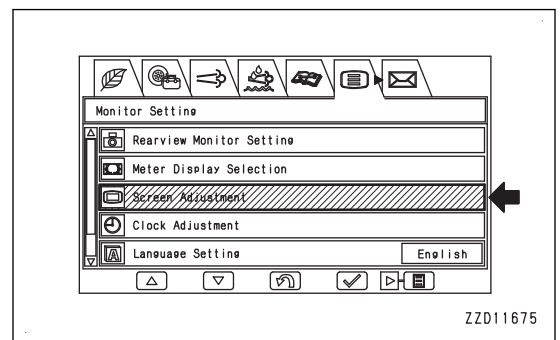 Monitor Setting
Rearview Monitor Setting
Meter Display Selection
Screen Adjustment
Clock Adjustment
Language Setting English
ZZD11675